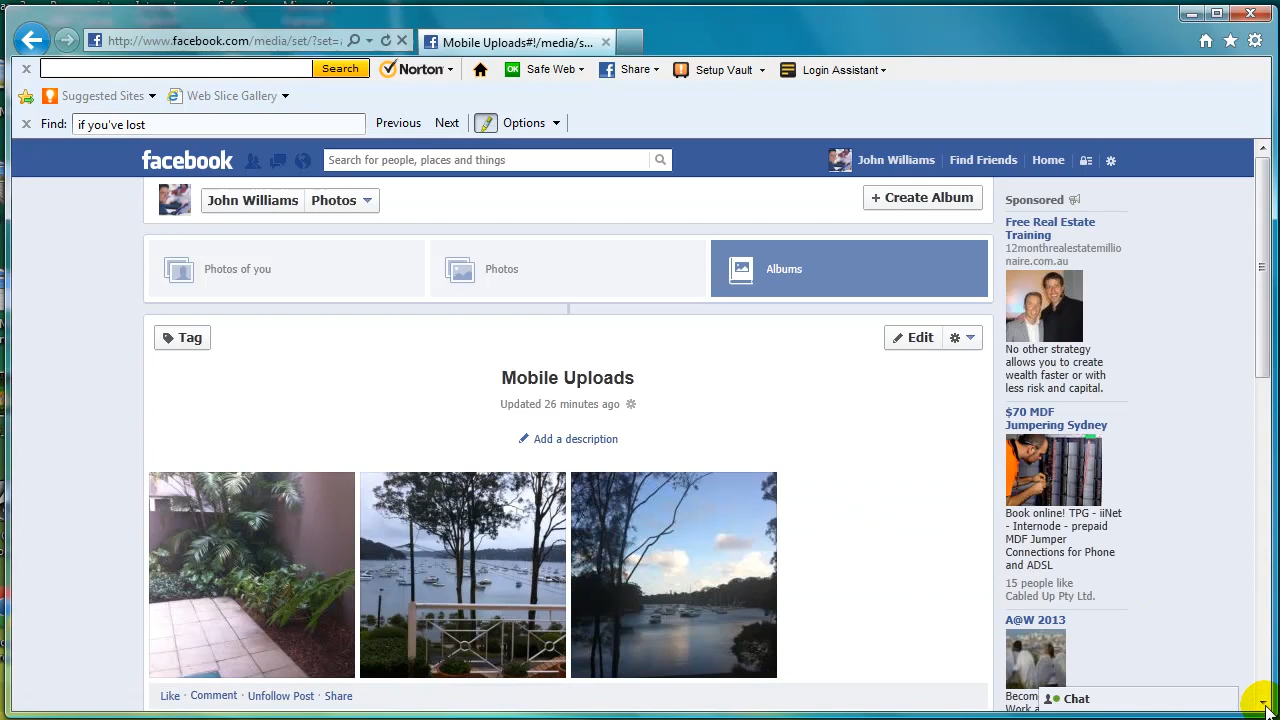 http://www.facebook.com/media/set/?set=
Mobile Uploads#!/media/s...
Search
Norton
OK Safe Web
Share
Setup Vault
Login Assistant
Suggested Sites
Web Slice Gallery
Find: if you've lost
Previous
Next
Options
facebook
Search for people, places and things
John Williams
Find Friends
Home
John Williams
Photos
+ Create Album
Photos of you
Photos
Albums
Tag
Edit
Mobile Uploads
Updated 26 minutes ago
Add a description
Like · Comment · Unfollow Post · Share
Sponsored
Free Real Estate
Training
12monthrealestatemillio
naire.com.au
No other strategy
allows you to create
wealth faster or with
less risk and capital.
$70 MDF
Jumpering Sydney
Book online! TPG - iiNet
- Internode - prepaid
MDF Jumper
Connections for Phone
and ADSL
15 people like
Cabled Up Pty Ltd.
A@W 2013
Becom
Work
Chat